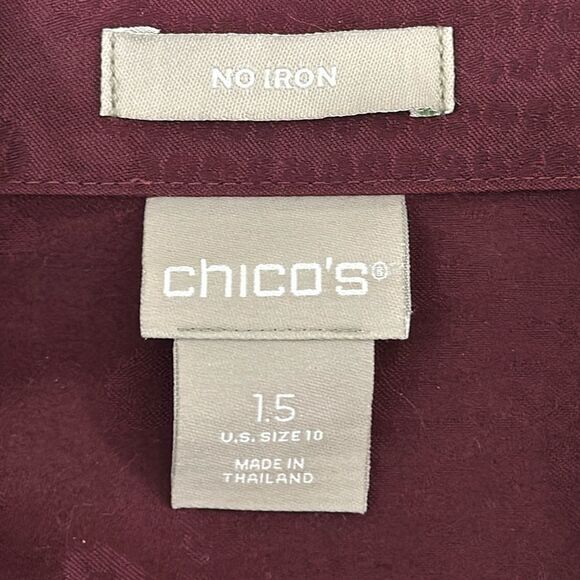 NO IRON
chico's®
1.5
U.S. SIZE 10
MADE IN
THAILAND